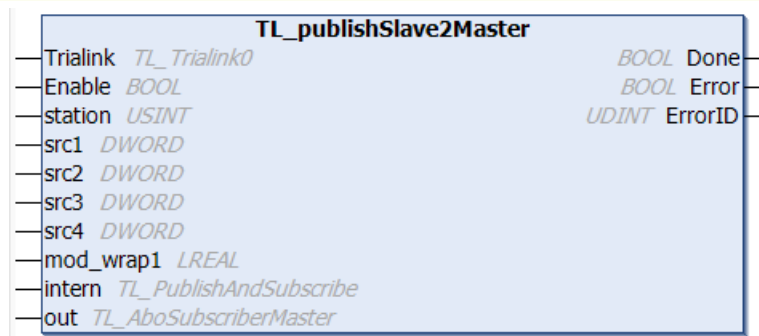 TL_publishSlave2Master
Trialink TL_Trialink0 BOOL Done
Enable BOOL BOOL Error
station USINT UDINT ErrorID
src1 DWORD
src2 DWORD
src3 DWORD
src4 DWORD
mod_wrap1 LREAL
intern TL_PublishAndSubscribe
out TL_AboSubscriberMaster